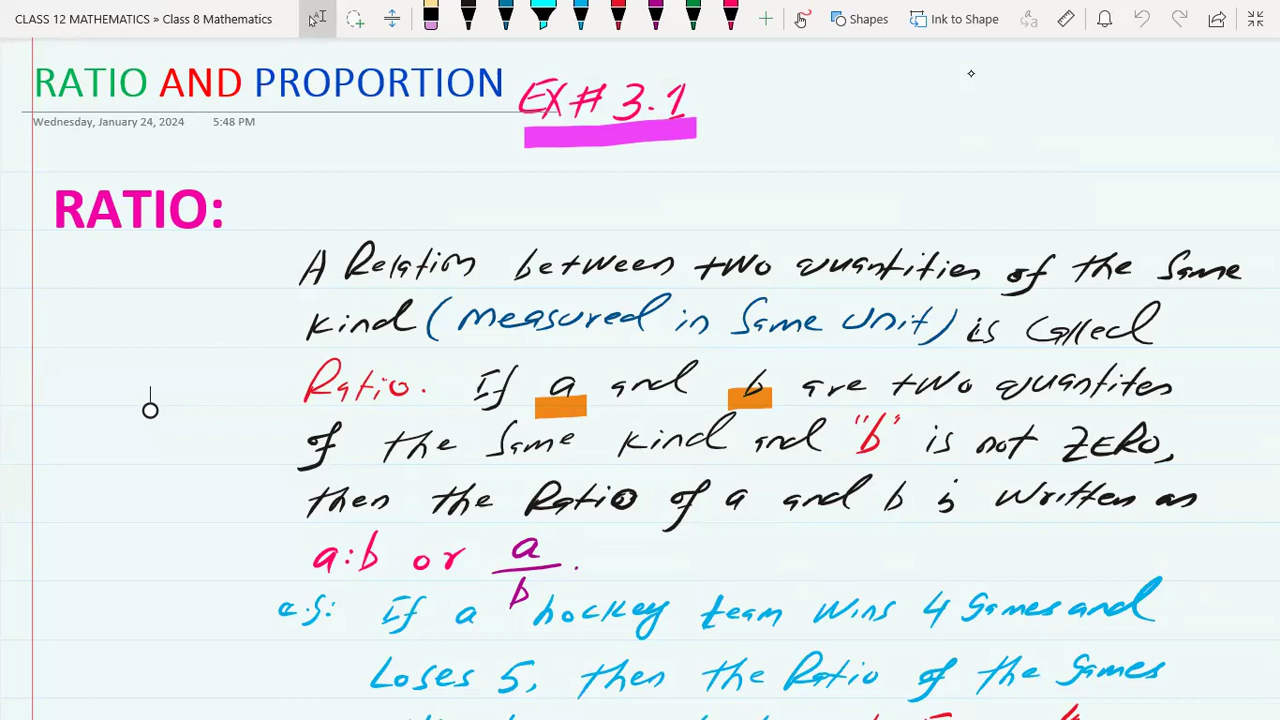 CLASS 12 MATHEMATICS » Class 8 Mathematics
Shapes
Ink to Shape
RATIO AND PROPORTION EX# 3.1
Wednesday, January 24, 2024 5:48 PM
RATIO:
A Relation between two quantities of the Same
kind (measured in Same unit) is Called
Ratio. If a and b are two quantites
of the Same kind and "b" is not ZERO,
then the Ratio of a and b is written as
a:b or a/b.
e.g: If a hockey team wins 4 Games and
Loses 5, then the Ratio of the Games